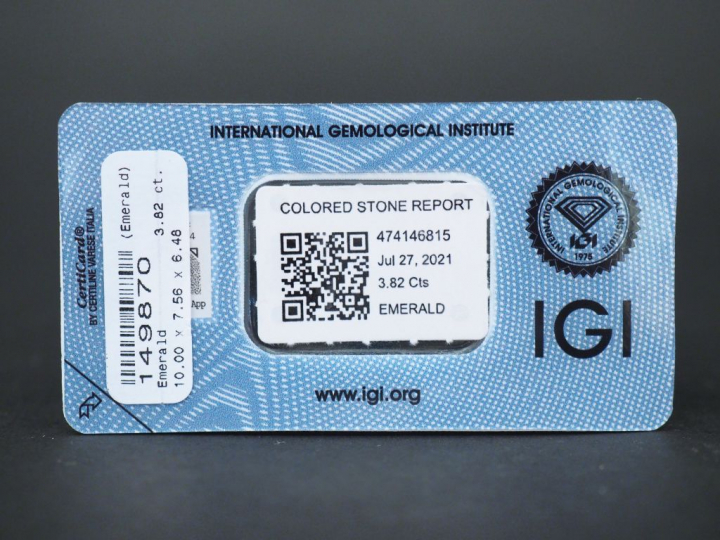 INTERNATIONAL GEMOLOGICAL INSTITUTE
COLORED STONE REPORT
474146815
Jul 27, 2021
3.82 Cts
EMERALD
www.igi.org
INTERNATIONAL GEMOLOGICAL INSTITUTE
IGI
1975
IGI
CertiCard®
BY CERTILINE VARESE ITALIA
149870
(Emerald)
Emerald
3.82 ct.
10.00 x 7.56 x 6.48
App